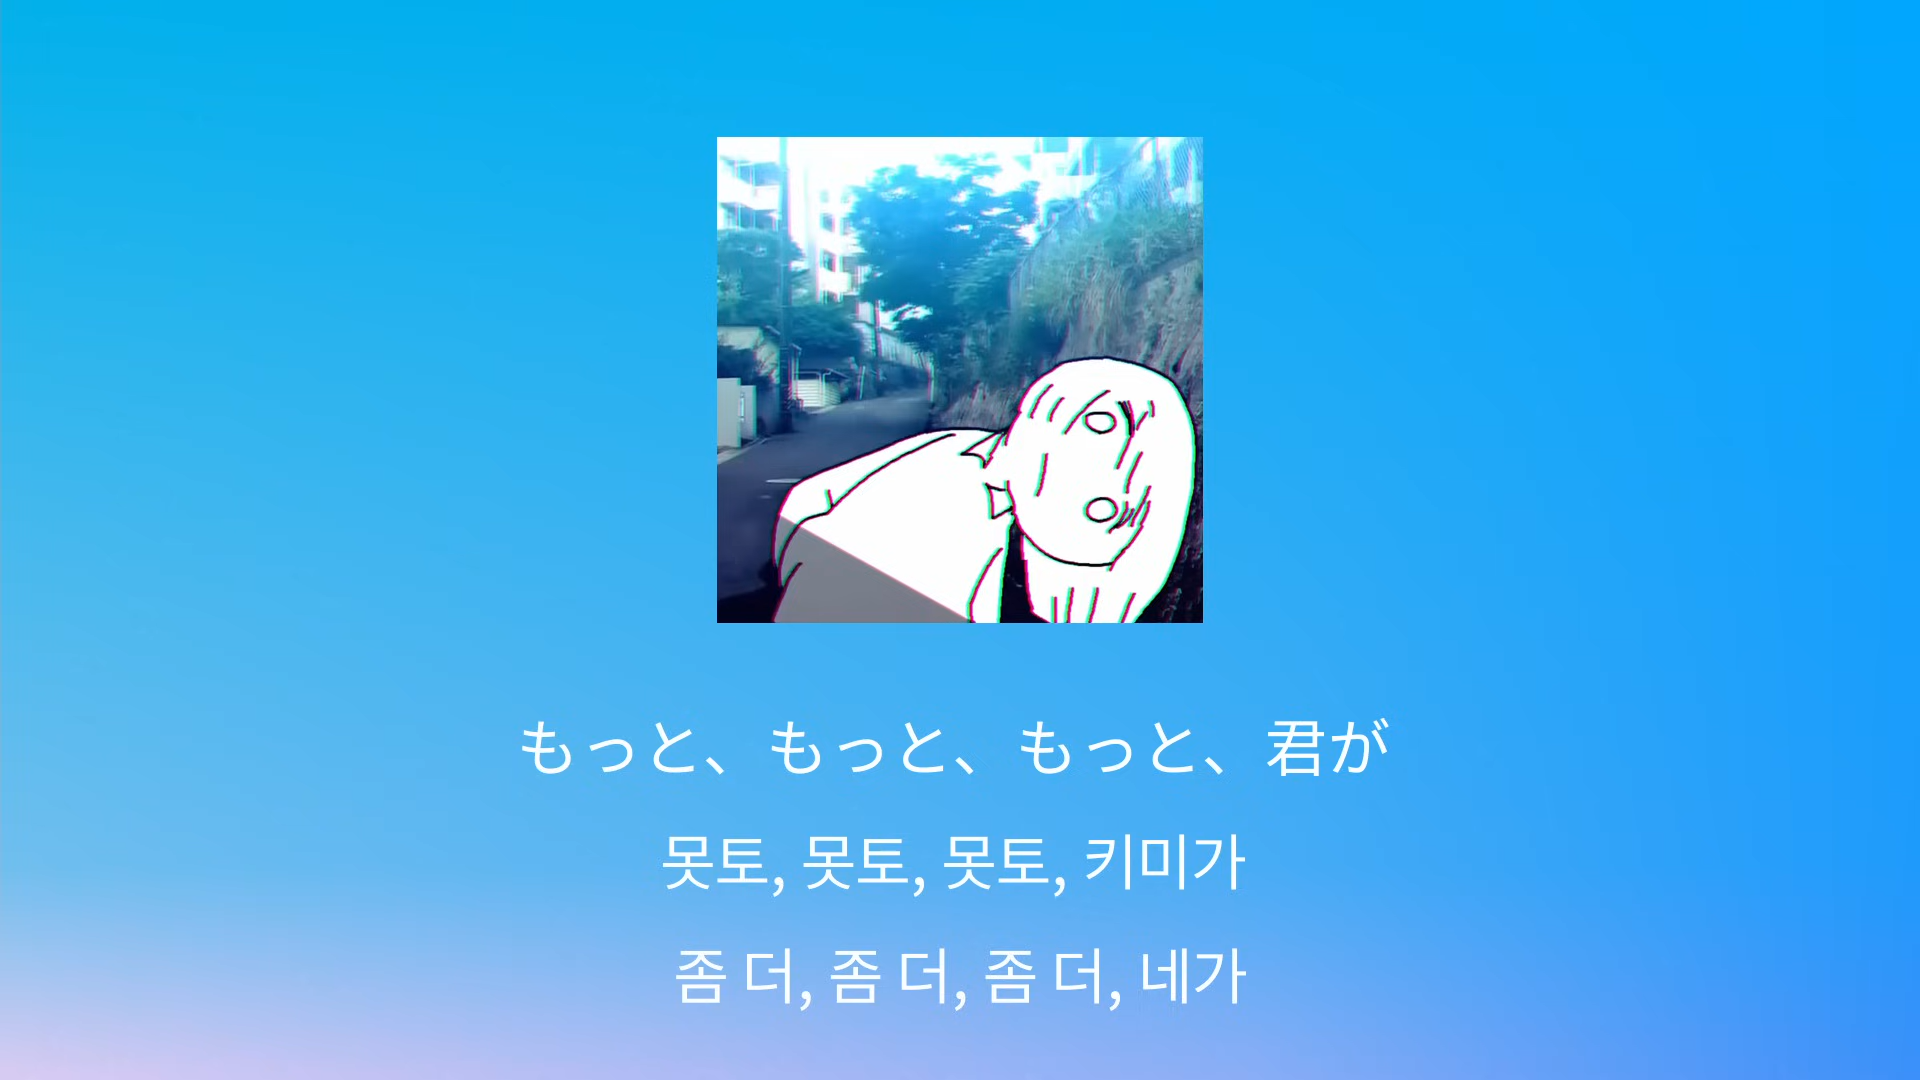 もっと、もっと、もっと、君が
못토, 못토, 못토, 키미가
좀 더, 좀 더, 좀 더, 네가